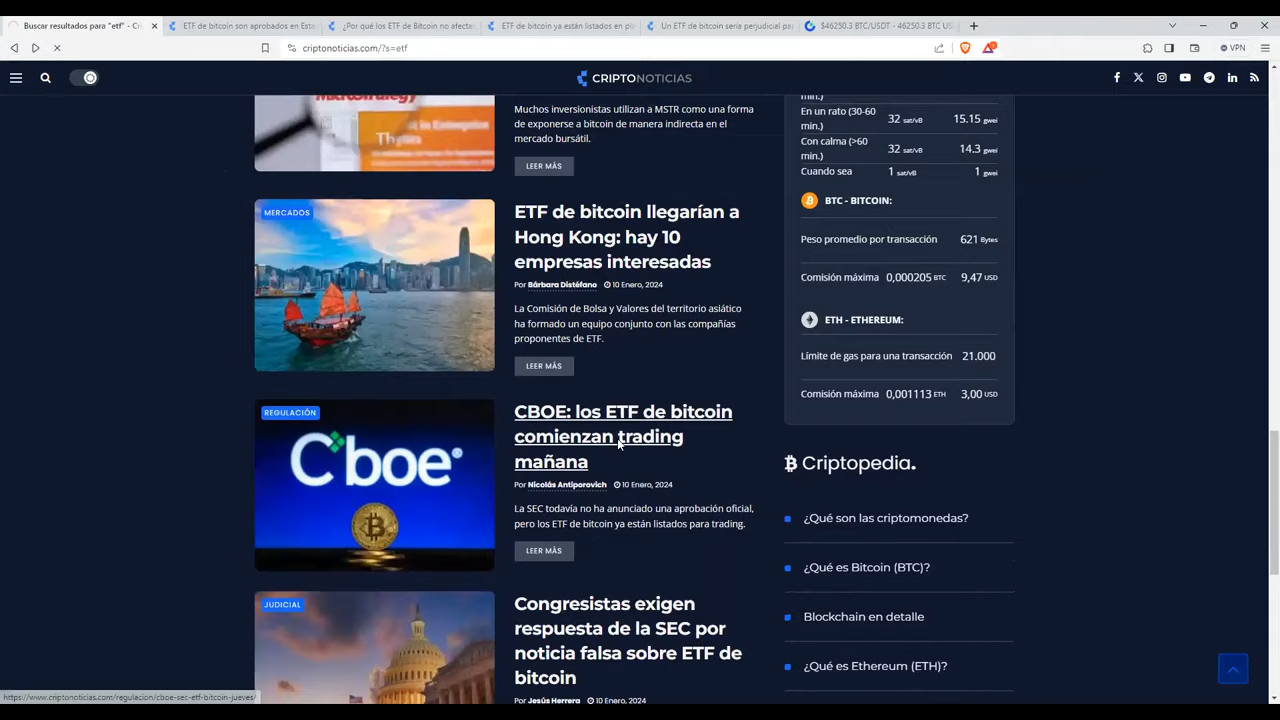 Buscar resultados para "etf" - Cri
ETF de bitcoin son aprobados en Esta
¿Por qué los ETF de Bitcoin no afecta
ETF de bitcoin ya están listados en pl
Un ETF de bitcoin sería perjudicial pa
$46250.3 BTC/USDT - 46250.3 BTC US
criptonoticias.com/?s=etf
VPN
CRIPTONOTICIAS
MicroStrategy
Muchos inversionistas utilizan a MSTR como una forma
de exponerse a bitcoin de manera indirecta en el
mercado bursátil.
LEER MÁS
MERCADOS
ETF de bitcoin llegarían a
Hong Kong: hay 10
empresas interesadas
Por Bárbara Distéfano 10 Enero, 2024
La Comisión de Bolsa y Valores del territorio asiático
ha formado un equipo conjunto con las compañías
proponentes de ETF.
LEER MÁS
REGULACIÓN
Cboe®
CBOE: los ETF de bitcoin
comienzan trading
mañana
Por Nicolás Antiporovich 10 Enero, 2024
La SEC todavía no ha anunciado una aprobación oficial,
pero los ETF de bitcoin ya están listados para trading.
LEER MÁS
JUDICIAL
Congresistas exigen
respuesta de la SEC por
noticia falsa sobre ETF de
bitcoin
Por Jesús Herrera 10 Enero, 2024
min.)
En un rato (30-60
min.)
32 sat/vB 15.15 gwei
Con calma (>60
min.)
32 sat/vB 14.3 gwei
Cuando sea 1 sat/vB 1 gwei
BTC - BITCOIN:
Peso promedio por transacción 621 Bytes
Comisión máxima 0,000205 BTC 9,47 USD
ETH - ETHEREUM:
Límite de gas para una transacción 21.000
Comisión máxima 0,001113 ETH 3,00 USD
Criptopedia.
¿Qué son las criptomonedas?
¿Qué es Bitcoin (BTC)?
Blockchain en detalle
¿Qué es Ethereum (ETH)?
https://www.criptonoticias.com/regulacion/cboe-sec-etf-bitcoin-jueves/